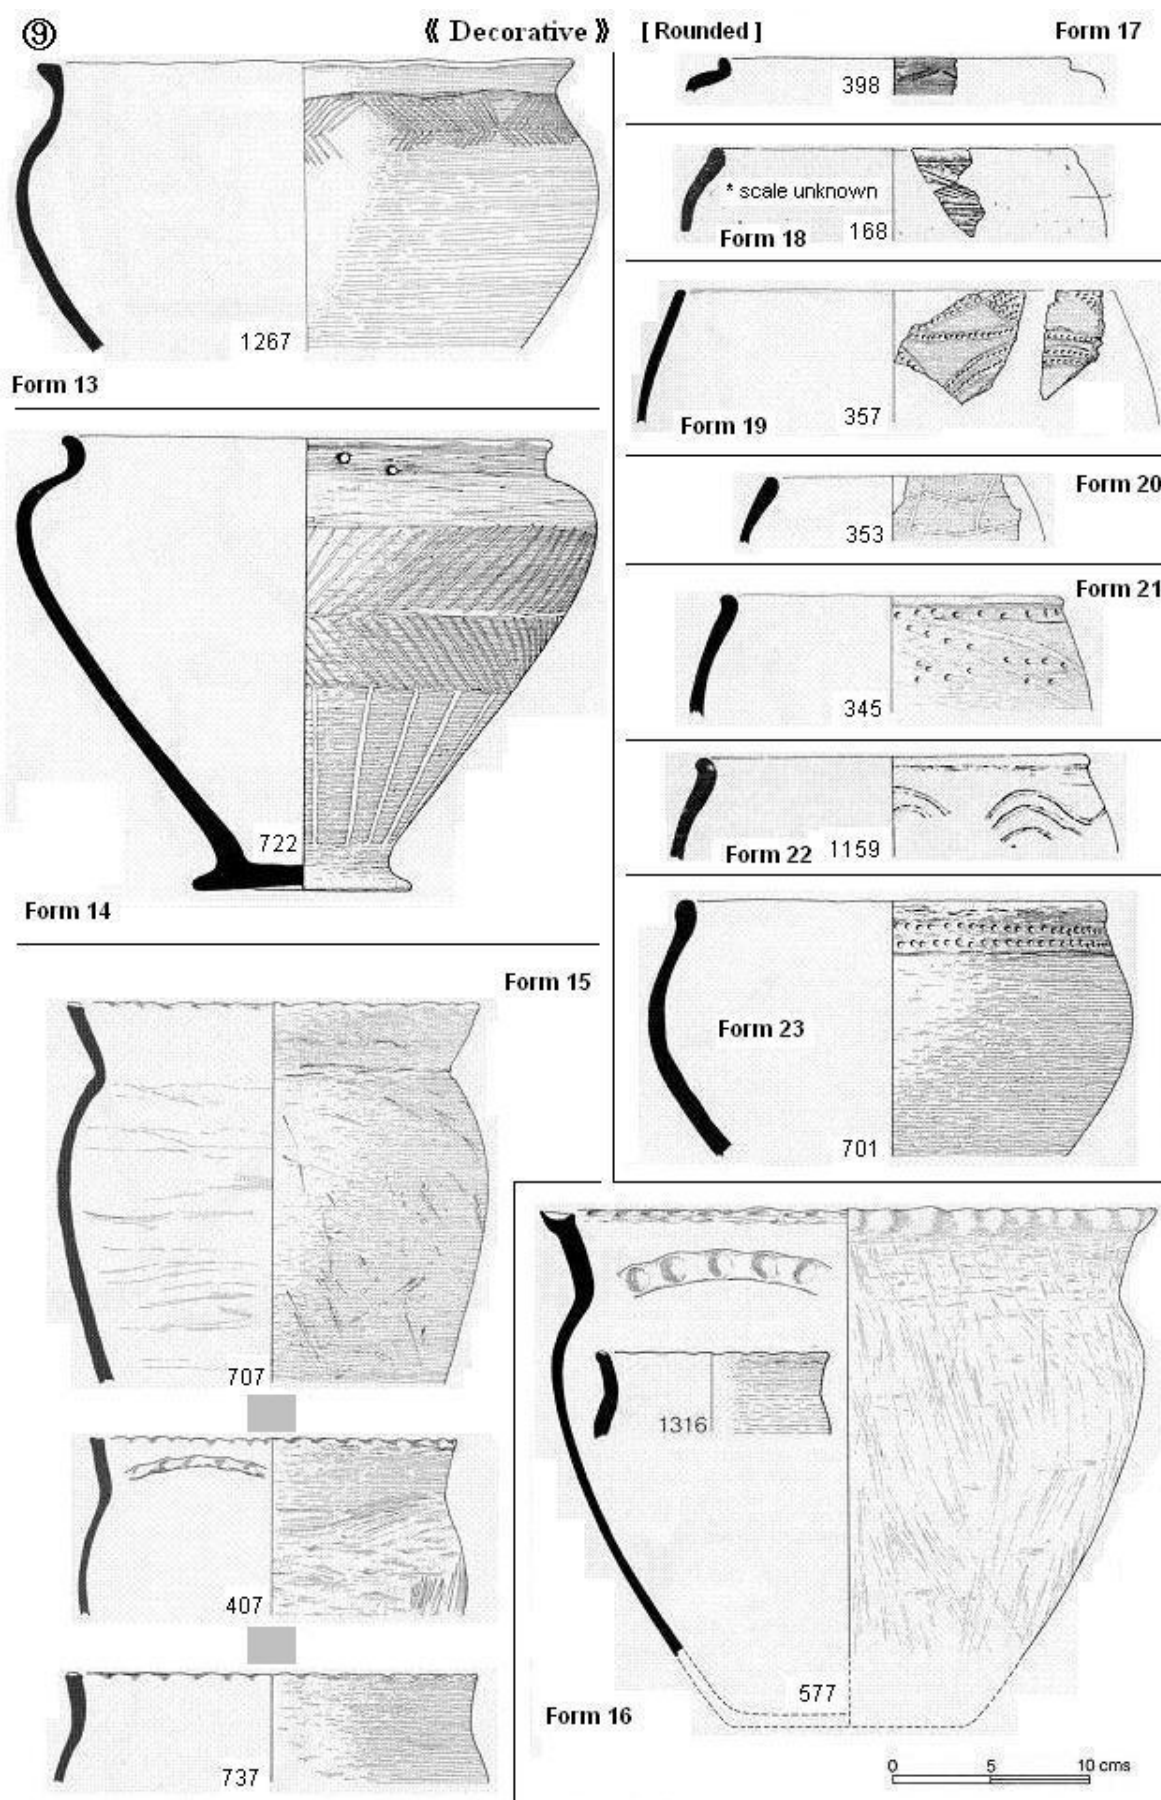 ⑨
⟪ Decorative ⟫
[ Rounded ]
Form 17
398
* scale unknown
Form 18
168
1267
Form 13
Form 19
357
Form 20
353
Form 21
345
722
Form 14
Form 22
1159
Form 15
Form 23
701
707
1316
407
577
Form 16
737
0 5 10 cms